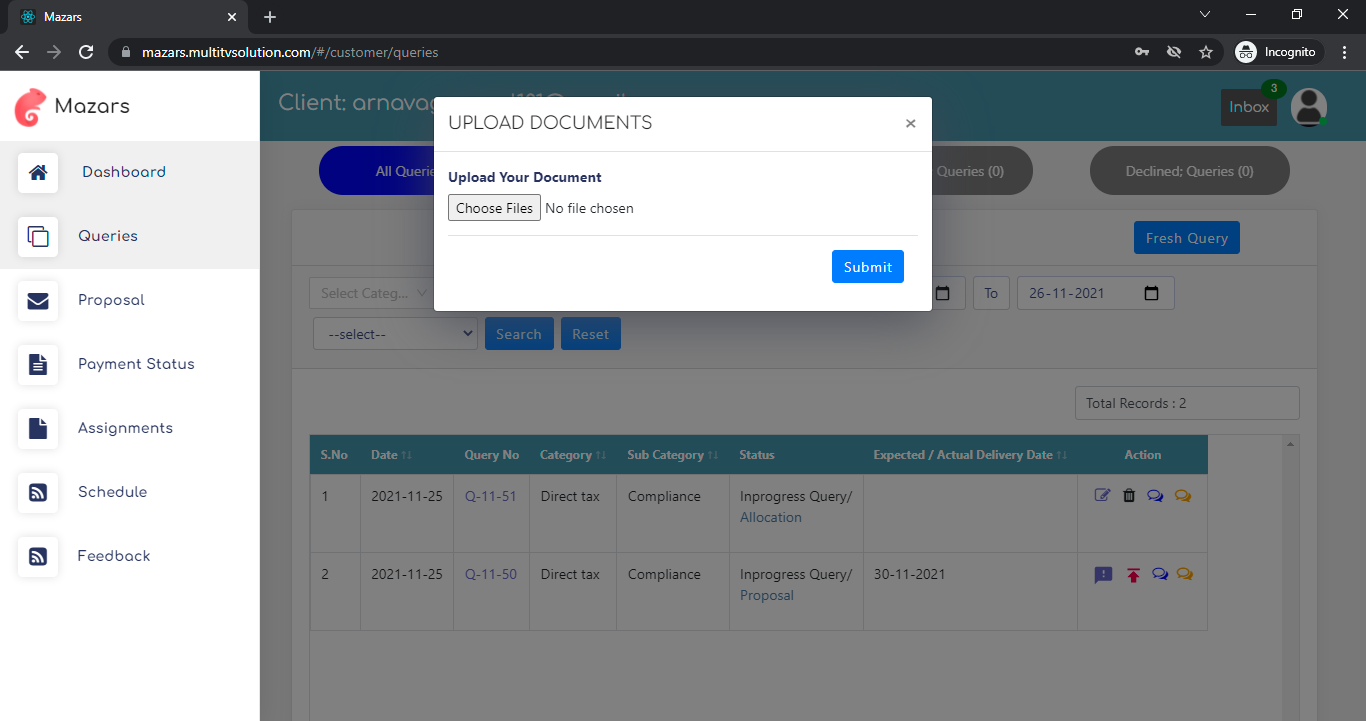 Mazars
mazars.multitvsolution.com/#/customer/queries
Incognito
Mazars
Client:
Inbox
3
Dashboard
Queries
Proposal
Payment Status
Assignments
Schedule
Feedback
UPLOAD DOCUMENTS ×
Upload Your Document
Choose Files No file chosen
Submit
All Querie
Queries (0)
Declined; Queries (0)
Fresh Query
Select Categ...
To
26-11-2021
--select--
Search
Reset
Total Records : 2
S.No Date Query No Category Sub Category Status Expected / Actual Delivery Date Action
1 2021-11-25 Q-11-51 Direct tax Compliance Inprogress Query/
Allocation
2 2021-11-25 Q-11-50 Direct tax Compliance Inprogress Query/ 30-11-2021
Proposal